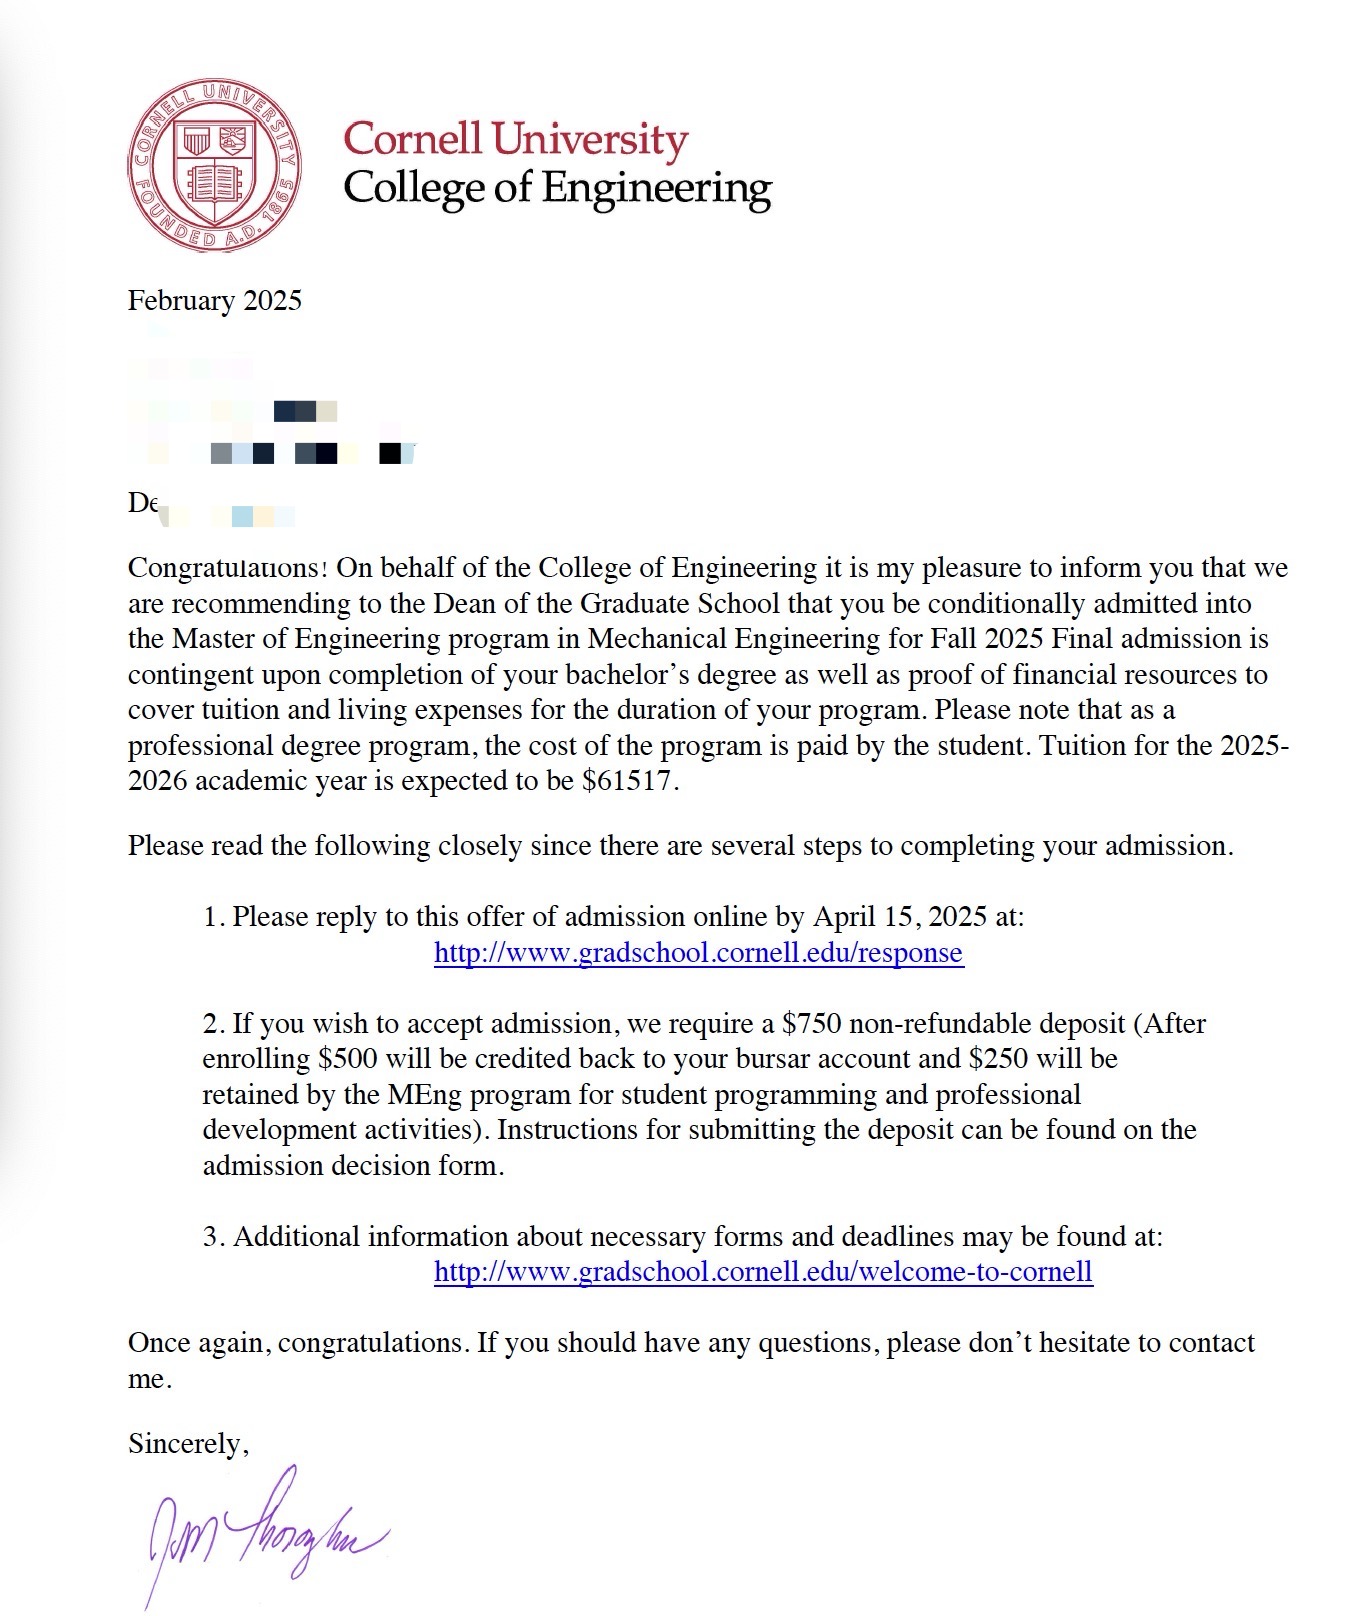 CORNELL UNIVERSITY
FOUNDED A.D. 1865
Cornell University
College of Engineering
February 2025
De
Congratulations! On behalf of the College of Engineering it is my pleasure to inform you that we
are recommending to the Dean of the Graduate School that you be conditionally admitted into
the Master of Engineering program in Mechanical Engineering for Fall 2025 Final admission is
contingent upon completion of your bachelor’s degree as well as proof of financial resources to
cover tuition and living expenses for the duration of your program. Please note that as a
professional degree program, the cost of the program is paid by the student. Tuition for the 2025-
2026 academic year is expected to be $61517.
Please read the following closely since there are several steps to completing your admission.
1. Please reply to this offer of admission online by April 15, 2025 at:
http://www.gradschool.cornell.edu/response
2. If you wish to accept admission, we require a $750 non-refundable deposit (After
enrolling $500 will be credited back to your bursar account and $250 will be
retained by the MEng program for student programming and professional
development activities). Instructions for submitting the deposit can be found on the
admission decision form.
3. Additional information about necessary forms and deadlines may be found at:
http://www.gradschool.cornell.edu/welcome-to-cornell
Once again, congratulations. If you should have any questions, please don’t hesitate to contact
me.
Sincerely,